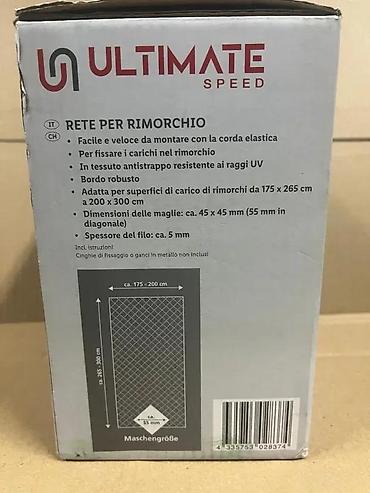 ULTIMATE
SPEED
IT
CH
RETE PER RIMORCHIO
• Facile e veloce da montare con la corda elastica
• Per fissare i carichi nel rimorchio
• In tessuto antistrappo resistente ai raggi UV
• Bordo robusto
• Adatta per superfici di carico di rimorchi da 175 x 265 cm
a 200 x 300 cm
• Dimensioni delle maglie: ca. 45 x 45 mm (55 mm in
diagonale)
• Spessore del filo: ca. 5 mm
Incl. istruzioni
Cinghie di fissaggio o ganci in metallo non inclusi
ca. 175 - 200 cm
ca. 265 - 300 cm
ca.
55 mm
Maschengröße
4 335753 028374